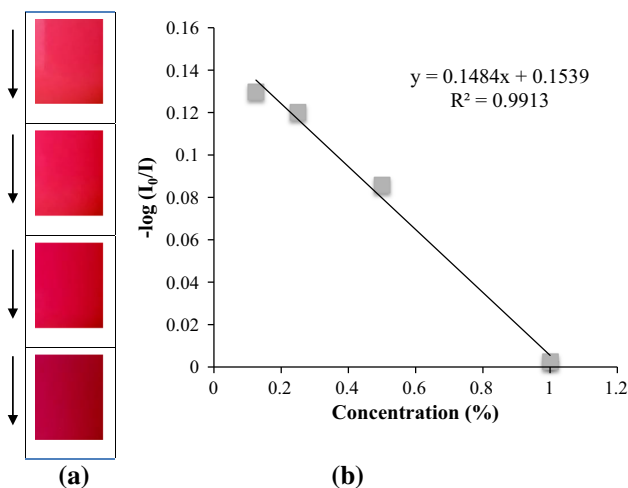 0.16
0.14
0.12
0.1
0.08
0.06
0.04
0.02
0
-log (I₀/I)
y = 0.1484x + 0.1539
R² = 0.9913
0 0.2 0.4 0.6 0.8 1 1.2
Concentration (%)
(a) (b)